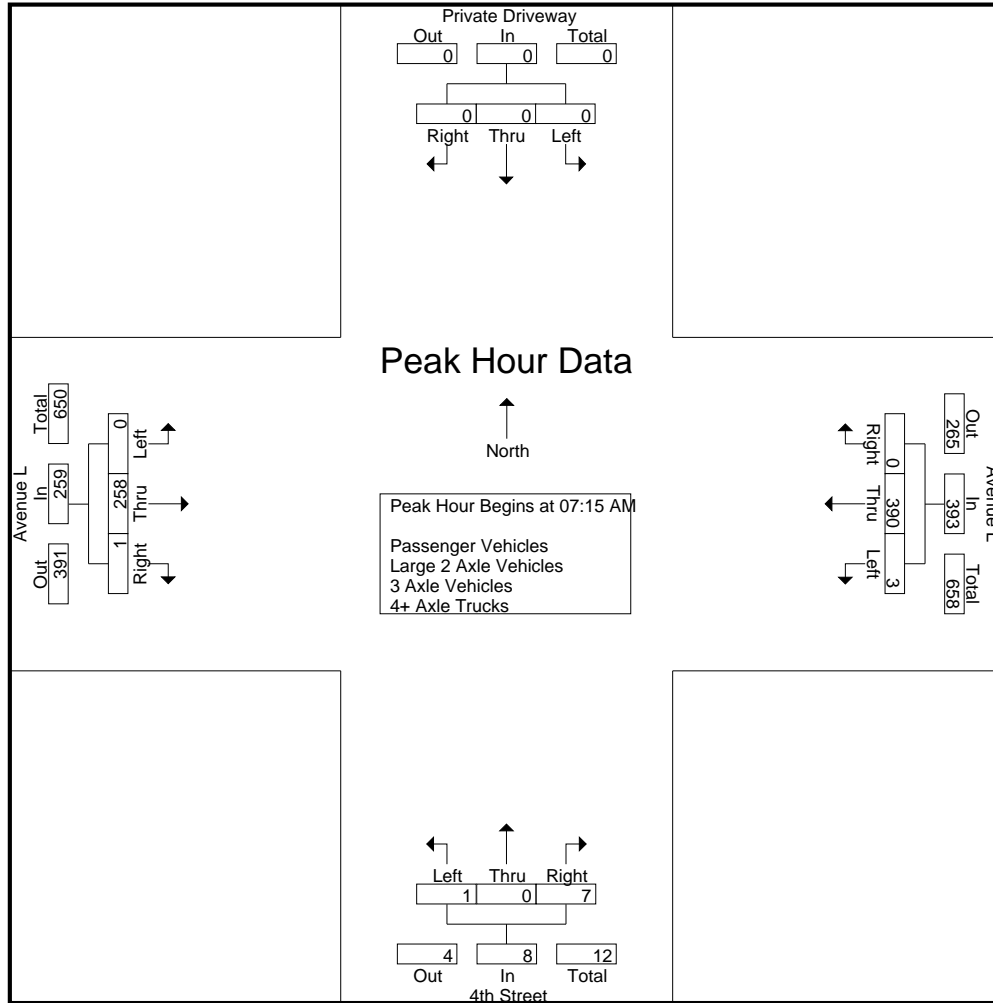 Private Driveway
Out In Total
0 0 0
0 0 0
Right Thru Left
Peak Hour Data
North
Peak Hour Begins at 07:15 AM
Passenger Vehicles
Large 2 Axle Vehicles
3 Axle Vehicles
4+ Axle Trucks
Avenue L
Out In Total
391 259 650
Left Thru Right
0 258 1
Avenue L
Out In Total
265 393 658
Right Thru Left
0 390 3
Left Thru Right
1 0 7
4 8 12
Out In Total
4th Street